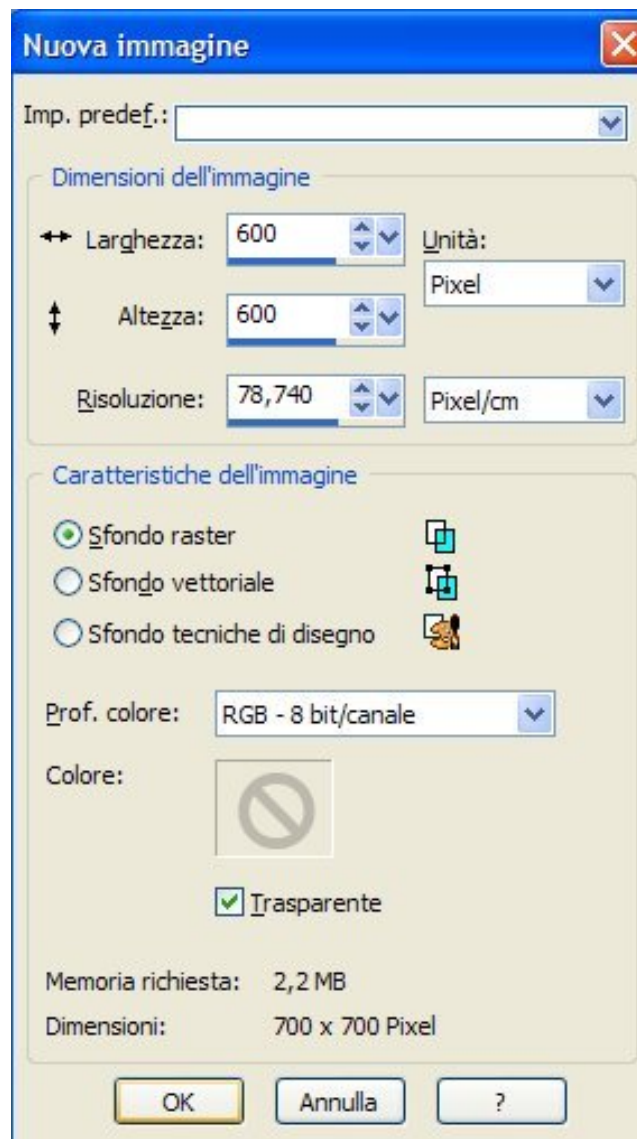 Nuova immagine
Imp. predef.:
Dimensioni dell'immagine
Larghezza: 600 Unità:
Pixel
Altezza: 600
Risoluzione: 78,740 Pixel/cm
Caratteristiche dell'immagine
Sfondo raster
Sfondo vettoriale
Sfondo tecniche di disegno
Prof. colore: RGB - 8 bit/canale
Colore:
Trasparente
Memoria richiesta: 2,2 MB
Dimensioni: 700 x 700 Pixel
OK Annulla ?